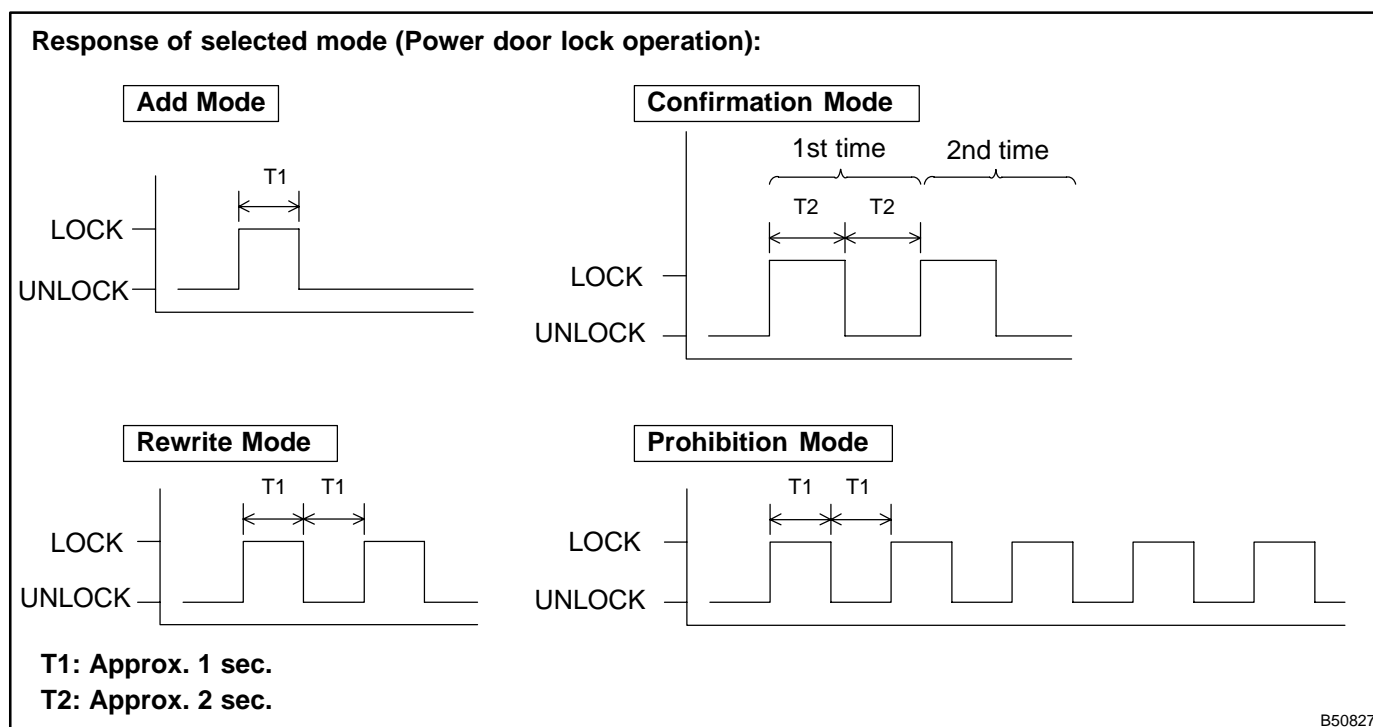 Response of selected mode (Power door lock operation):
Add Mode
T1
LOCK
UNLOCK
Confirmation Mode
1st time 2nd time
T2 T2
LOCK
UNLOCK
Rewrite Mode
T1 T1
LOCK
UNLOCK
Prohibition Mode
T1 T1
LOCK
UNLOCK
T1: Approx. 1 sec.
T2: Approx. 2 sec.
B50827